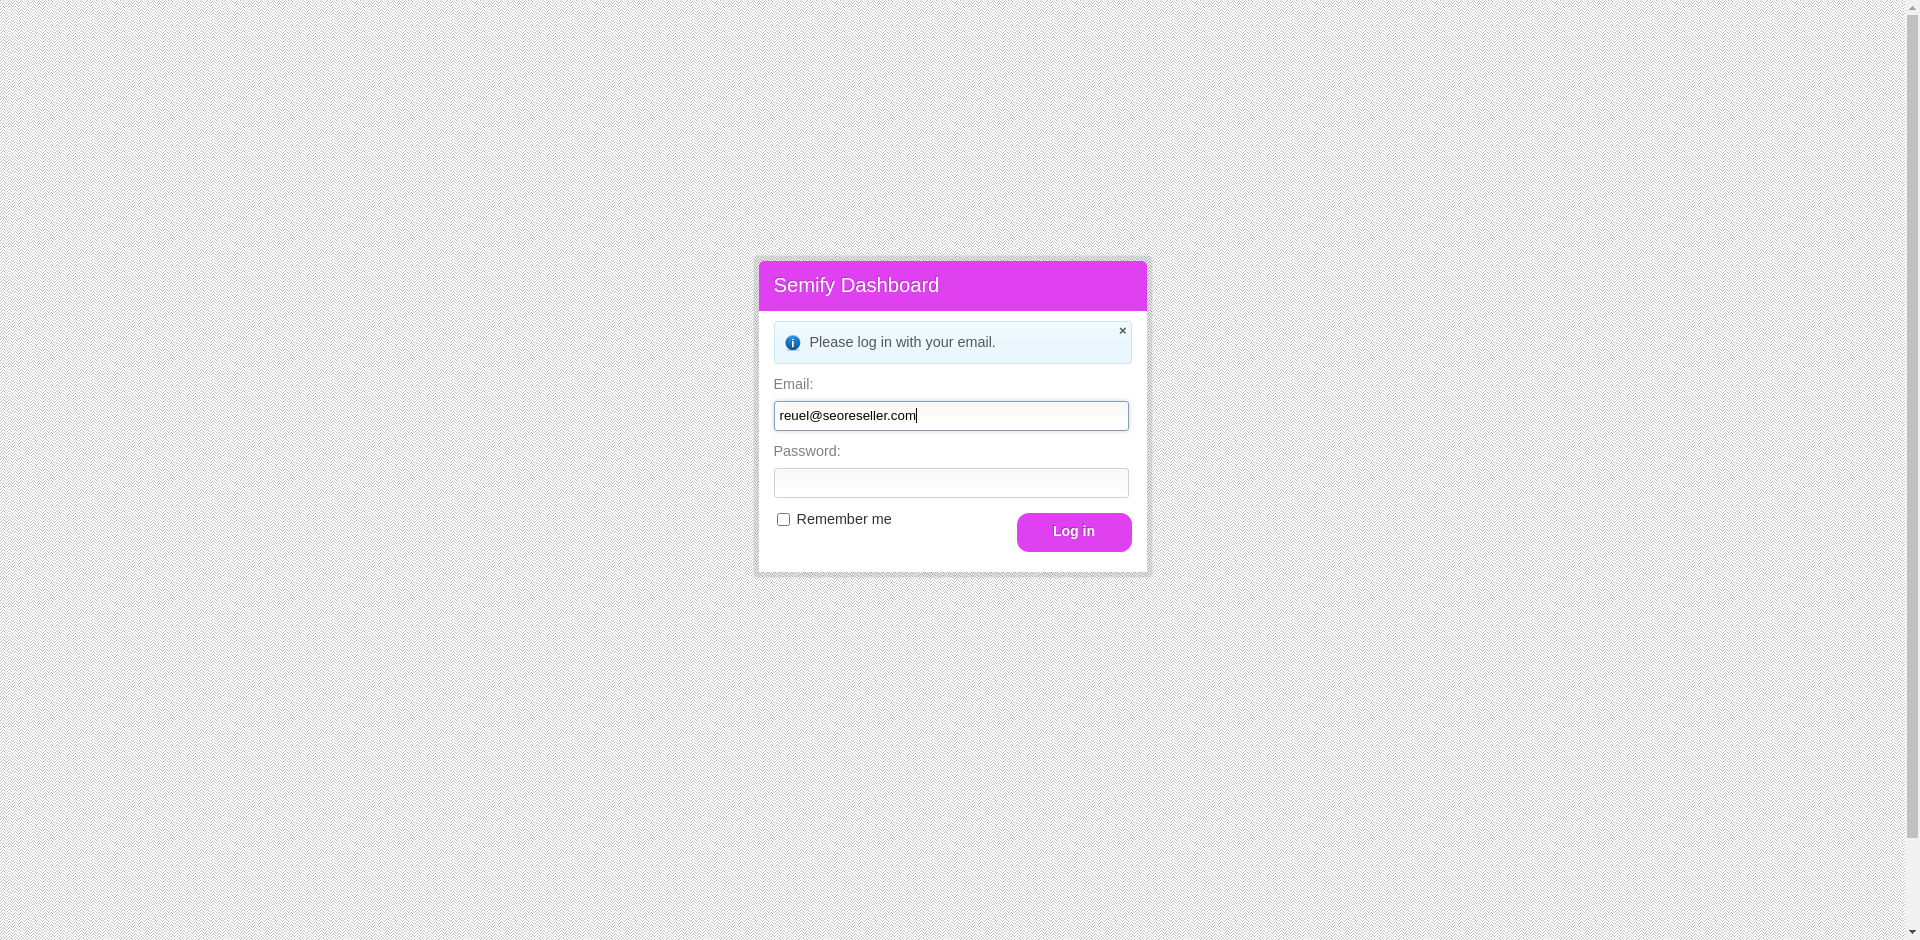 Semify Dashboard
×
Please log in with your email.
Email:
reuel@seoreseller.com
Password:
Remember me
Log in